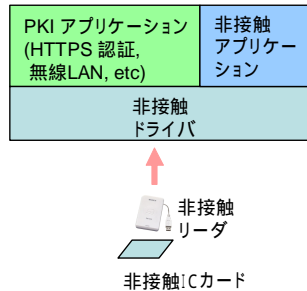 PKI アプリケーション
(HTTPS 認証,
無線LAN, etc)
非接触
アプリケー
ション
非接触
ドライバ
非接触
リーダ
非接触ICカード